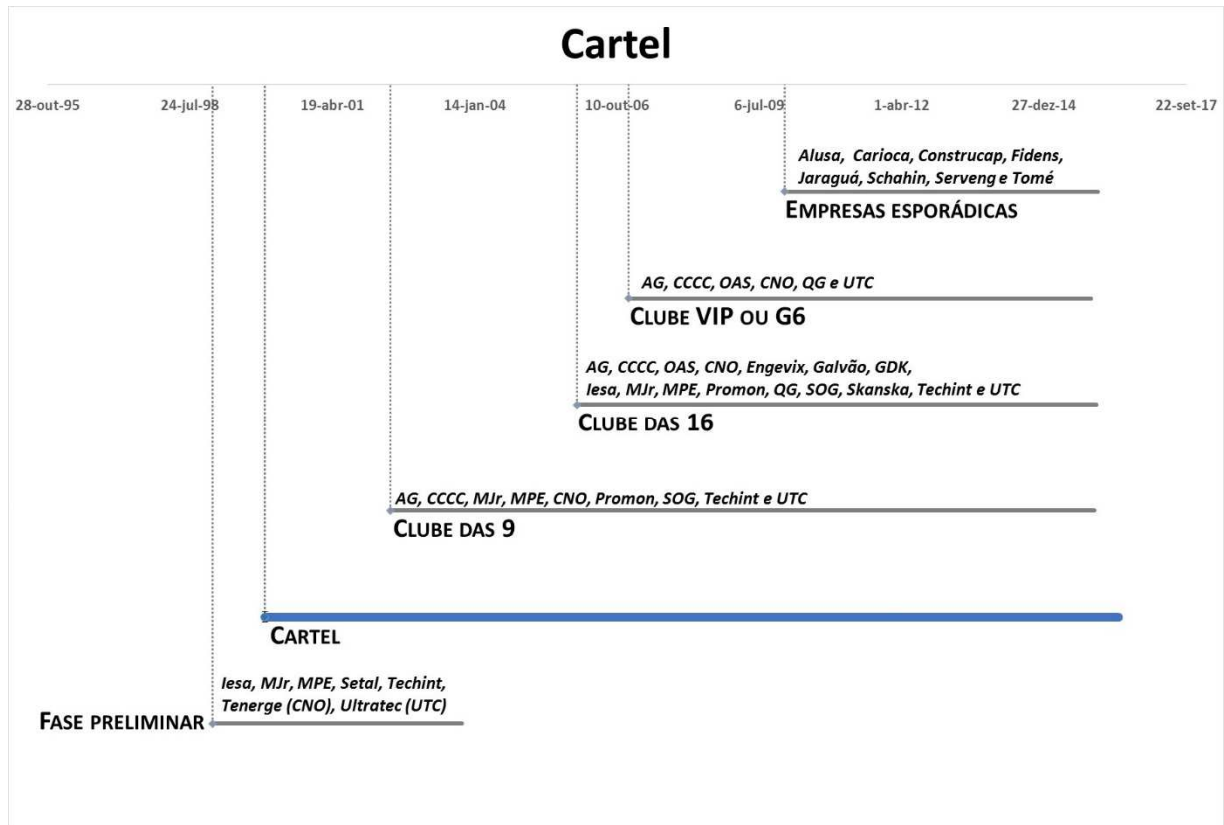 Cartel
28-out-95 24-jul-98 19-abr-01 14-jan-04 10-out-06 6-jul-09 1-abr-12 27-dez-14 22-set-17
Alusa, Carioca, Construcap, Fidens,
Jaraguá, Schahin, Serveng e Tomé
EMPRESAS ESPORÁDICAS
AG, CCCC, OAS, CNO, QG e UTC
CLUBE VIP OU G6
AG, CCCC, OAS, CNO, Engevix, Galvão, GDK,
Iesa, MJr, MPE, Promon, QG, SOG, Skanska, Techint e UTC
CLUBE DAS 16
AG, CCCC, MJr, MPE, CNO, Promon, SOG, Techint e UTC
CLUBE DAS 9
CARTEL
Iesa, MJr, MPE, Setal, Techint,
Tenerge (CNO), Ultratec (UTC)
FASE PRELIMINAR